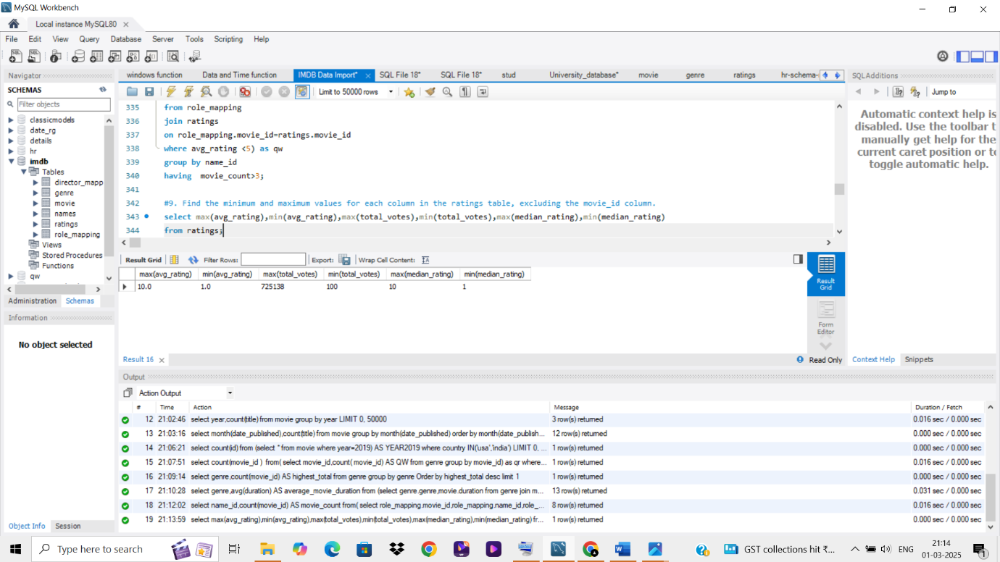 MySQL Workbench
Local instance MySQL80
File Edit View Query Database Server Tools Scripting Help
Navigator
SCHEMAS
Filter objects
classicmodels
date_rg
details
hr
imdb
Tables
director_mapp
genre
movie
names
ratings
role_mapping
Views
Stored Procedures
Functions
qw
Administration Schemas
Information
No object selected
Object Info Session
windows function Data and Time function IMDB Data Import* SQL File 18* SQL File 18* stud University_database* movie genre ratings hr-schema-
Limit to 50000 rows
335 from role_mapping
336 join ratings
337 on role_mapping.movie_id=ratings.movie_id
338 where avg_rating <5) as qw
339 group by name_id
340 having movie_count>3;
341
342 #9. Find the minimum and maximum values for each column in the ratings table, excluding the movie_id column.
343 select max(avg_rating),min(avg_rating),max(total_votes),min(total_votes),max(median_rating),min(median_rating)
344 from ratings;
Result Grid Filter Rows: Export: Wrap Cell Content:
max(avg_rating) min(avg_rating) max(total_votes) min(total_votes) max(median_rating) min(median_rating)
10.0 1.0 725138 100 10 1
Result Grid
Form Editor
Result 16
Read Only
SQLAdditions
Jump to
Automatic context help is
disabled. Use the toolbar t
manually get help for the
current caret position or to
toggle automatic help.
Context Help Snippets
Output
Action Output
# Time Action Message Duration / Fetch
12 21:02:46 select year,count(title) from movie group by year LIMIT 0, 50000 3 row(s) returned 0.016 sec / 0.000 sec
13 21:03:16 select month(date_published),count(title) from movie group by month(date_published) order by month(date_publish... 12 row(s) returned 0.000 sec / 0.000 sec
14 21:06:21 select count(id) from (select * from movie where year=2019) AS YEAR2019 where country IN('usa','india') LIMIT 0, ... 1 row(s) returned 0.000 sec / 0.000 sec
15 21:07:51 select count(movie_id ) from( select movie_id,count( movie_id) AS QW from genre group by movie_id) as qr where... 1 row(s) returned 0.016 sec / 0.000 sec
16 21:09:14 select genre,count(movie_id) AS highest_total from genre group by genre Order by highest_total desc limit 1 1 row(s) returned 0.000 sec / 0.000 sec
17 21:10:28 select genre,avg(duration) AS average_movie_duration from (select genre.genre,movie.duration from genre join m... 13 row(s) returned 0.031 sec / 0.000 sec
18 21:12:02 select name_id,count(movie_id) AS movie_count from( select role_mapping.movie_id,role_mapping.name_id,role_... 8 row(s) returned 0.016 sec / 0.000 sec
19 21:13:59 select max(avg_rating),min(avg_rating),max(total_votes),min(total_votes),max(median_rating),min(median_rating) fr... 1 row(s) returned 0.000 sec / 0.000 sec
Type here to search
GST collections hit ₹...
ENG
21:14
01-03-2025
1